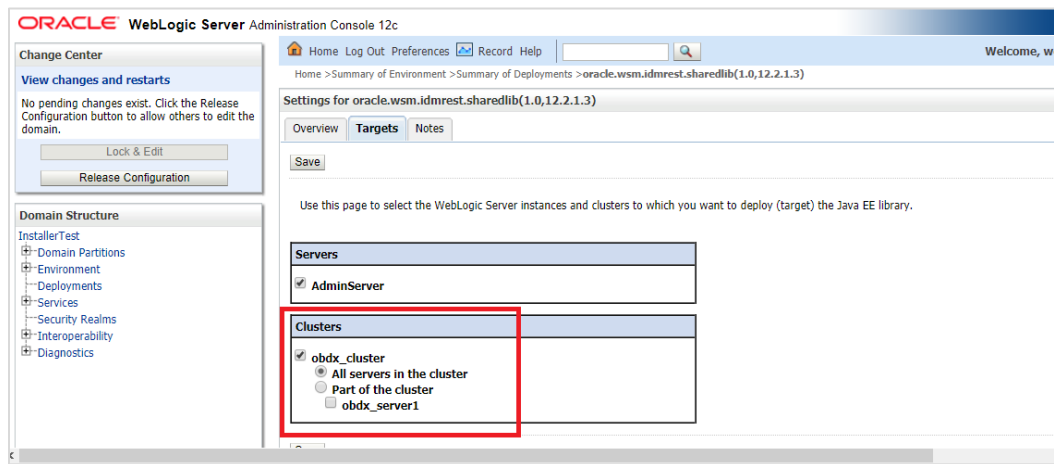 ORACLE WebLogic Server Administration Console 12c
Change Center
View changes and restarts
No pending changes exist. Click the Release
Configuration button to allow others to edit the
domain.
Lock & Edit
Release Configuration
Domain Structure
InstallerTest
Domain Partitions
Environment
Deployments
Services
Security Realms
Interoperability
Diagnostics
Home Log Out Preferences Record Help
Welcome, w
Home >Summary of Environment >Summary of Deployments >oracle.wsm.idmrest.sharedlib(1.0,12.2.1.3)
Settings for oracle.wsm.idmrest.sharedlib(1.0,12.2.1.3)
Overview Targets Notes
Save
Use this page to select the WebLogic Server instances and clusters to which you want to deploy (target) the Java EE library.
Servers
AdminServer
Clusters
obdx_cluster
All servers in the cluster
Part of the cluster
obdx_server1